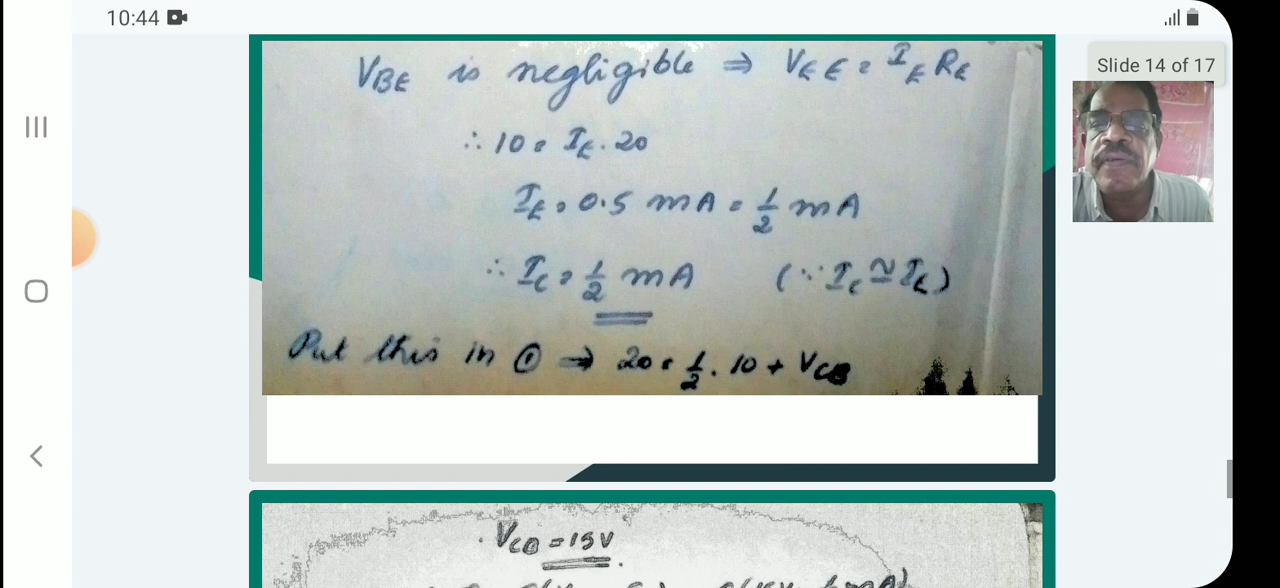 10:44
Slide 14 of 17
VBE is negligible ⇒ VEE = IE RE
∴ 10 = IE . 20
IE = 0.5 mA = 1/2 mA
∴ IC = 1/2 mA (∵ IC ≅ IE)
Put this in ① ⇒ 20 = 1/2 . 10 + VCB
VCB = 15V